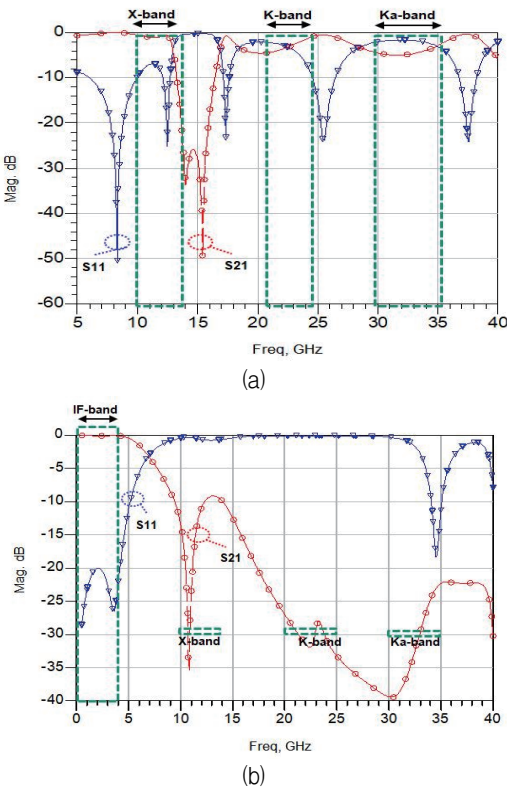 X-band K-band Ka-band
0
-10
-20
-30
-40
-50
-60
Mag. dB
S11 S21
5 10 15 20 25 30 35 40
Freq, GHz
(a)
IF-band
0
-5
-10
-15
-20
-25
-30
-35
-40
Mag. dB
S11
S21
X-band K-band Ka-band
0 5 10 15 20 25 30 35 40
Freq, GHz
(b)